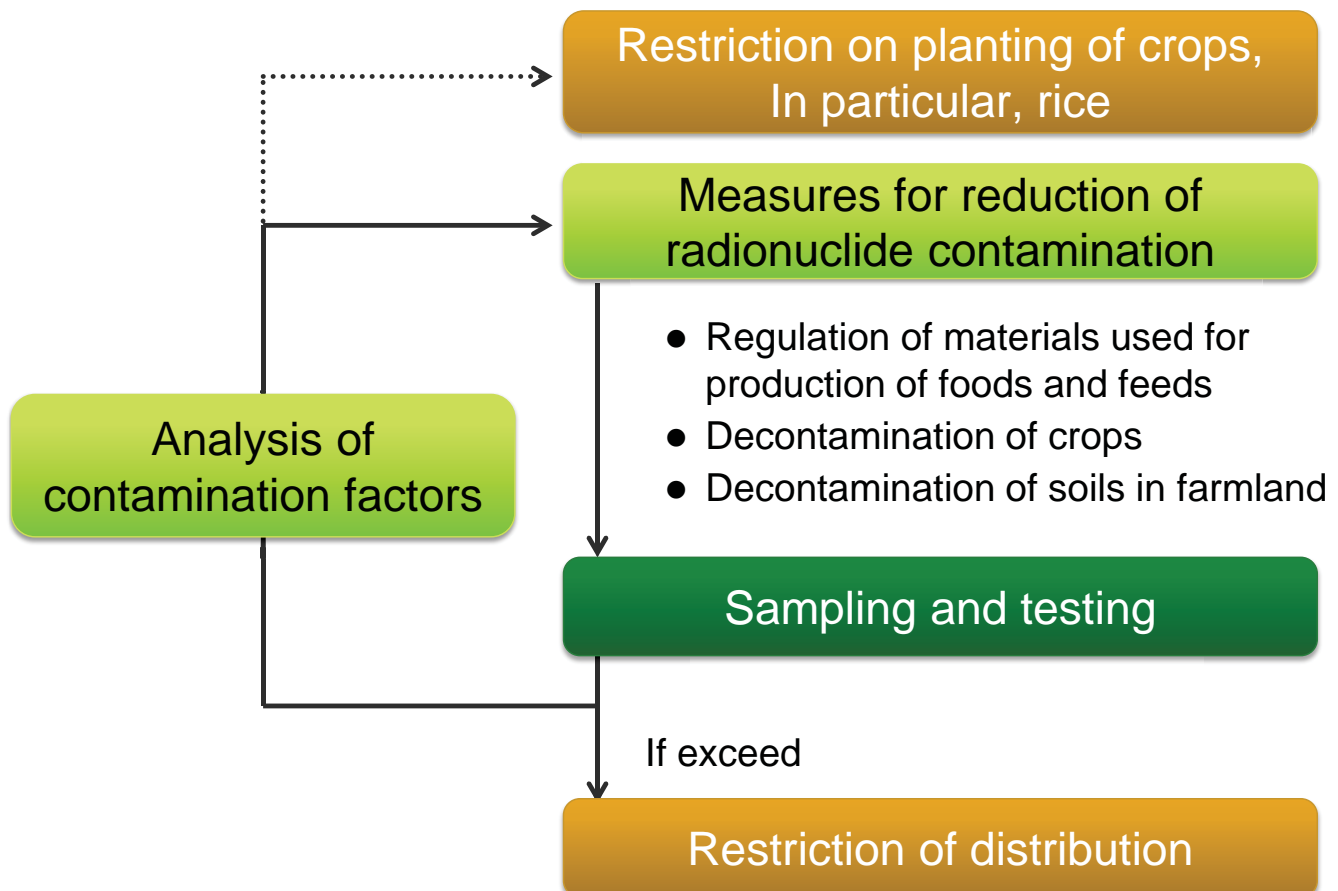 Restriction on planting of crops,
In particular, rice
Measures for reduction of
radionuclide contamination
● Regulation of materials used for
production of foods and feeds
● Decontamination of crops
● Decontamination of soils in farmland
Analysis of
contamination factors
Sampling and testing
If exceed
Restriction of distribution